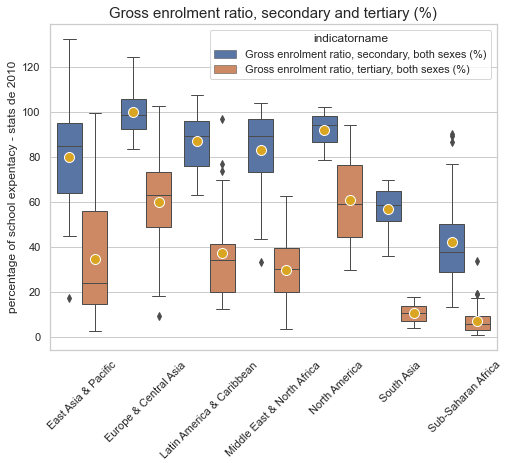 Gross enrolment ratio, secondary and tertiary (%)
indicatorname
Gross enrolment ratio, secondary, both sexes (%)
Gross enrolment ratio, tertiary, both sexes (%)
percentage of school expentacy - stats de 2010
120
100
80
60
40
20
0
East Asia & Pacific
Europe & Central Asia
Latin America & Caribbean
Middle East & North Africa
North America
South Asia
Sub-Saharan Africa